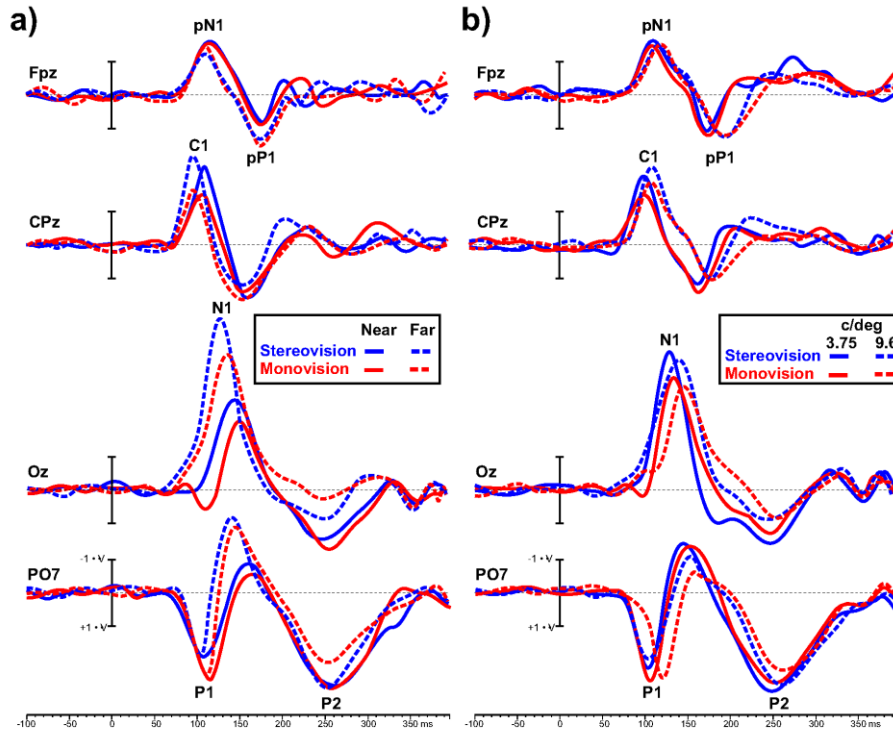 a)
pN1
Fpz
pP1
C1
CPz
N1
Near Far
Stereovision
Monovision
Oz
-1 • V
PO7
+1 • V
P1
P2
-100 0 50 100 150 200 250 300 350 ms
b)
pN1
Fpz
pP1
C1
CPz
N1
c/deg
3.75 9.6
Stereovision
Monovision
Oz
-1 • V
PO7
+1 • V
P1
P2
-100 0 50 100 150 200 250 300 350 ms